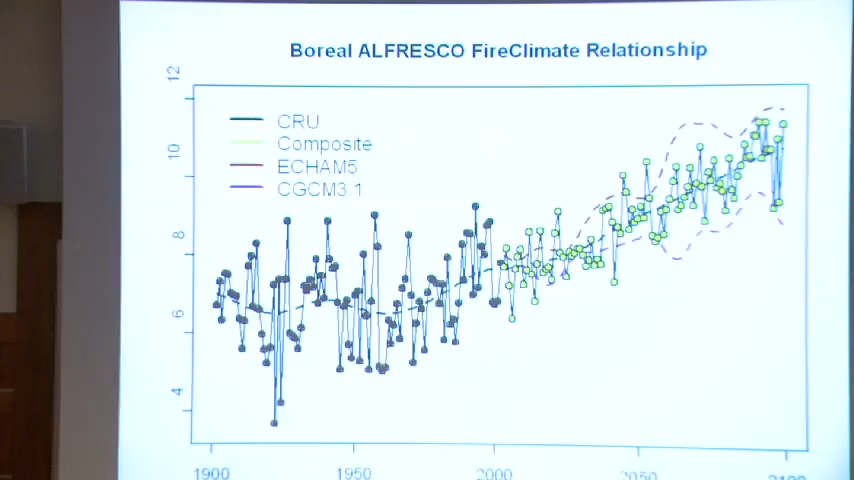 Boreal ALFRESCO FireClimate Relationship
12
10
8
6
4
CRU
Composite
ECHAM5
CGCM3.1
1900 1950 2000 2050 2100